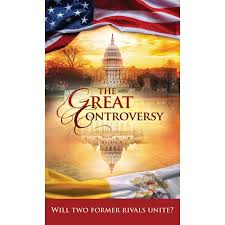 THE
GREAT
CONTROVERSY
WILL TWO FORMER RIVALS UNITE?